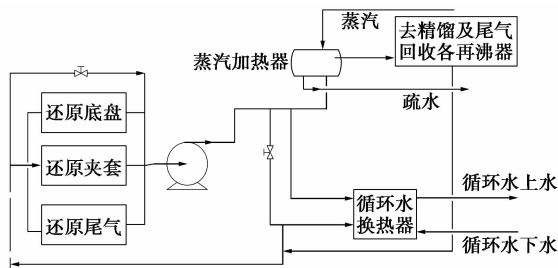 蒸汽
去精馏及尾气
回收各再沸器
蒸汽加热器
疏水
还原底盘
还原夹套
还原尾气
循环水
换热器
循环水上水
循环水下水